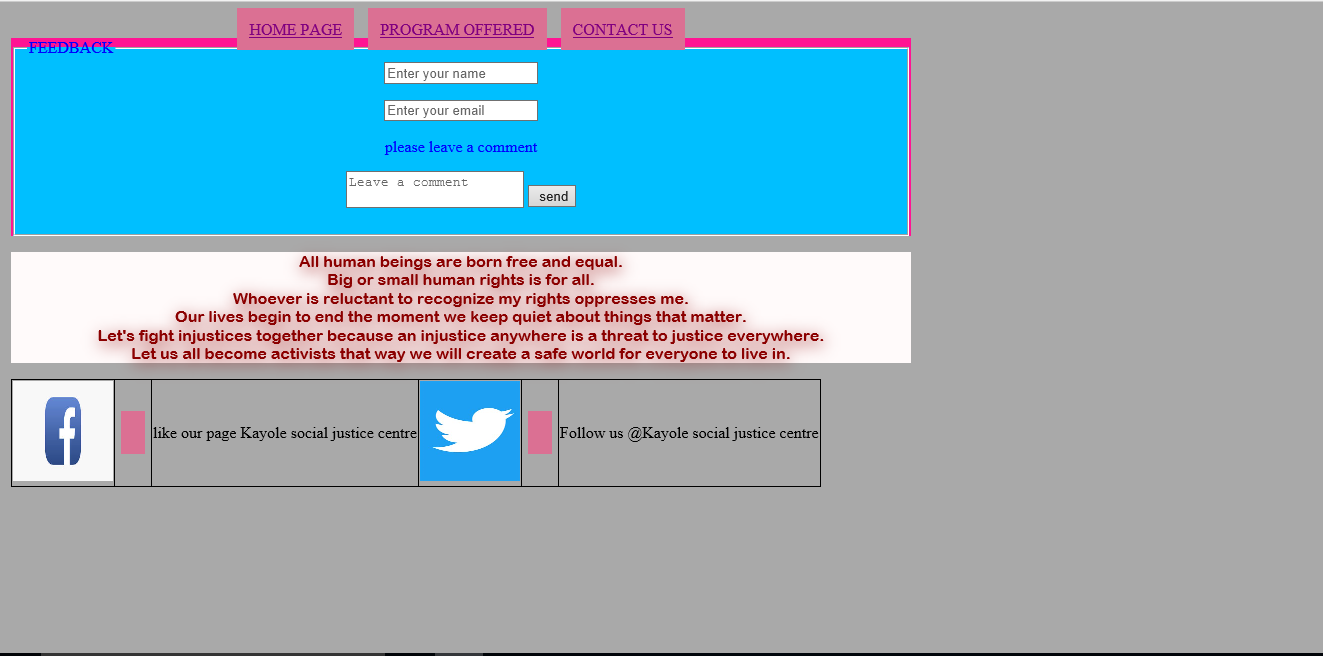 HOME PAGE PROGRAM OFFERED CONTACT US
FEEDBACK
Enter your name
Enter your email
please leave a comment
Leave a comment
send
All human beings are born free and equal.
Big or small human rights is for all.
Whoever is reluctant to recognize my rights oppresses me.
Our lives begin to end the moment we keep quiet about things that matter.
Let's fight injustices together because an injustice anywhere is a threat to justice everywhere.
Let us all become activists that way we will create a safe world for everyone to live in.
f like our page Kayole social justice centre Follow us @Kayole social justice centre